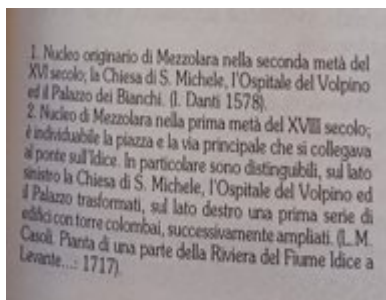 1. Nucleo originario di Mezzolara nella seconda metà del
XVI secolo; la Chiesa di S. Michele, l'Ospitale del Volpino
ed il Palazzo dei Bianchi. (I. Danti 1578).
2. Nucleo di Mezzolara nella prima metà del XVIII secolo;
è individuabile la piazza e la via principale che si collegava
al ponte sull'Idice. In particolare sono distinguibili, sul lato
sinistro la Chiesa di S. Michele, l'Ospitale del Volpino ed
il Palazzo trasformati, sul lato destro una prima serie di
edifici con torre colombai, successivamente ampliati. (L.M.
Casoli. Pianta di una parte della Riviera del Fiume Idice a
Levante...: 1717).